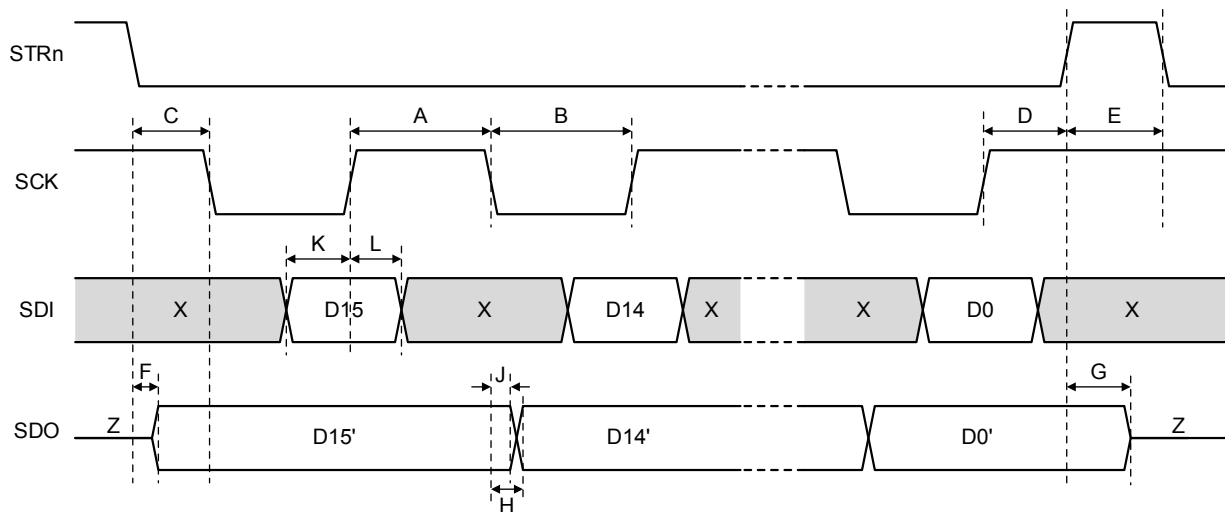 STRn
C A B D E
SCK
K L
SDI X D15 X D14 X X D0 X
F J G
SDO Z D15' D14' D0' Z
H